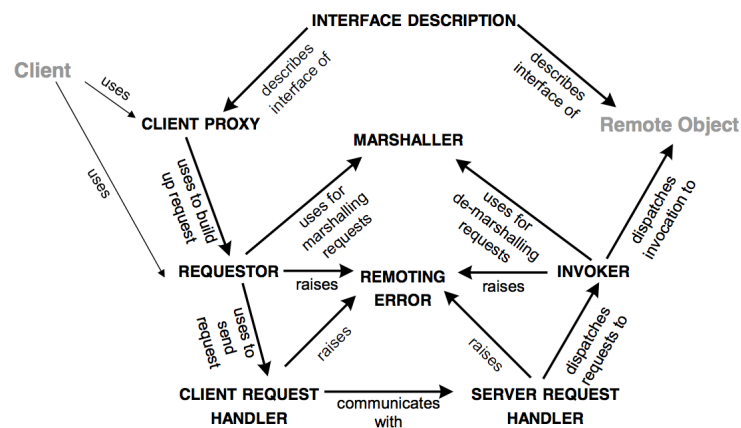 INTERFACE DESCRIPTION
Client
uses
describes
interface of
describes
interface of
CLIENT PROXY
Remote Object
MARSHALLER
uses
uses to build
up request
uses for
marshalling
requests
uses for
de-marshalling
requests
dispatches
invocation to
REQUESTOR
raises
REMOTING
ERROR
raises
INVOKER
uses to
send
request
raises
raises
dispatches
requests to
CLIENT REQUEST
HANDLER
communicates
with
SERVER REQUEST
HANDLER